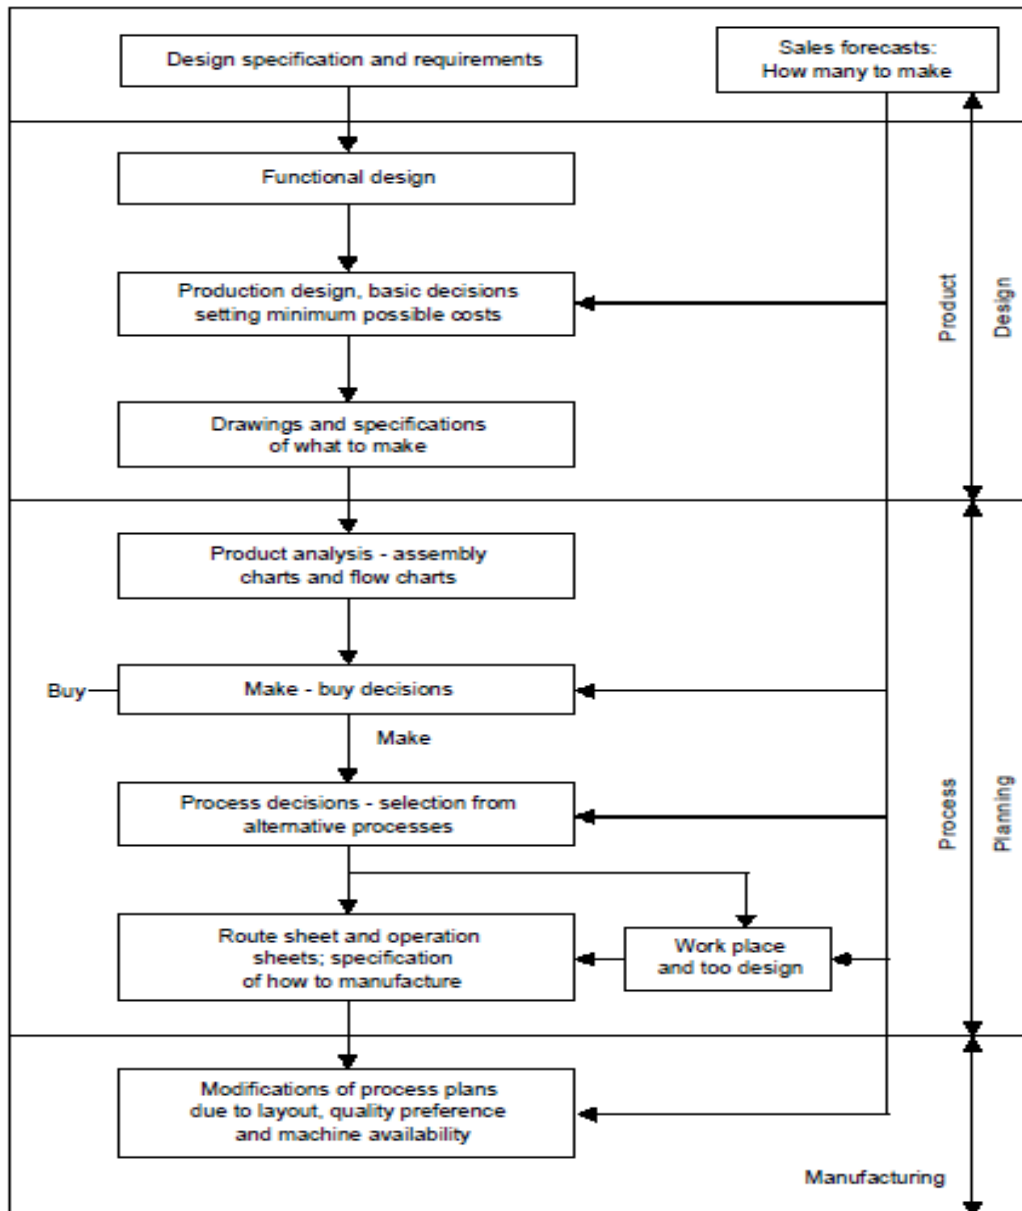 Design specification and requirements
Sales forecasts:
How many to make
Functional design
Production design, basic decisions
setting minimum possible costs
Product
Design
Drawings and specifications
of what to make
Product analysis - assembly
charts and flow charts
Buy
Make - buy decisions
Make
Process decisions - selection from
alternative processes
Process
Planning
Route sheet and operation
sheets; specification
of how to manufacture
Work place
and too design
Modifications of process plans
due to layout, quality preference
and machine availability
Manufacturing